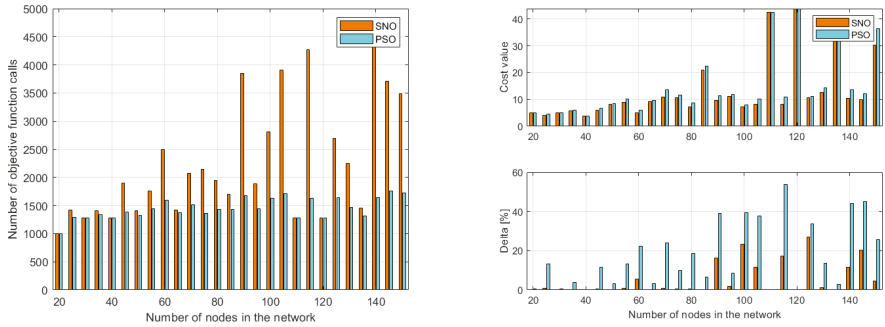 5000
4500
4000
3500
3000
2500
2000
1500
1000
500
0
Number of objective function calls
SNO
PSO
20 40 60 80 100 120 140
Number of nodes in the network
40
30
20
10
0
Cost value
SNO
PSO
20 40 60 80 100 120 140
60
40
20
0
Delta [%]
20 40 60 80 100 120 140
Number of nodes in the network